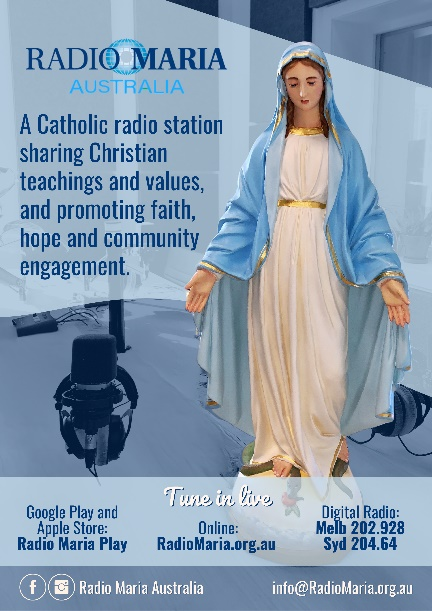 RADIO MARIA
AUSTRALIA
A Catholic radio station
sharing Christian
teachings and values,
and promoting faith,
hope and community
engagement.
Tune in live
Google Play and
Apple Store:
Radio Maria Play
Online:
RadioMaria.org.au
Digital Radio:
Melb 202.928
Syd 204.64
Radio Maria Australia
info@RadioMaria.org.au